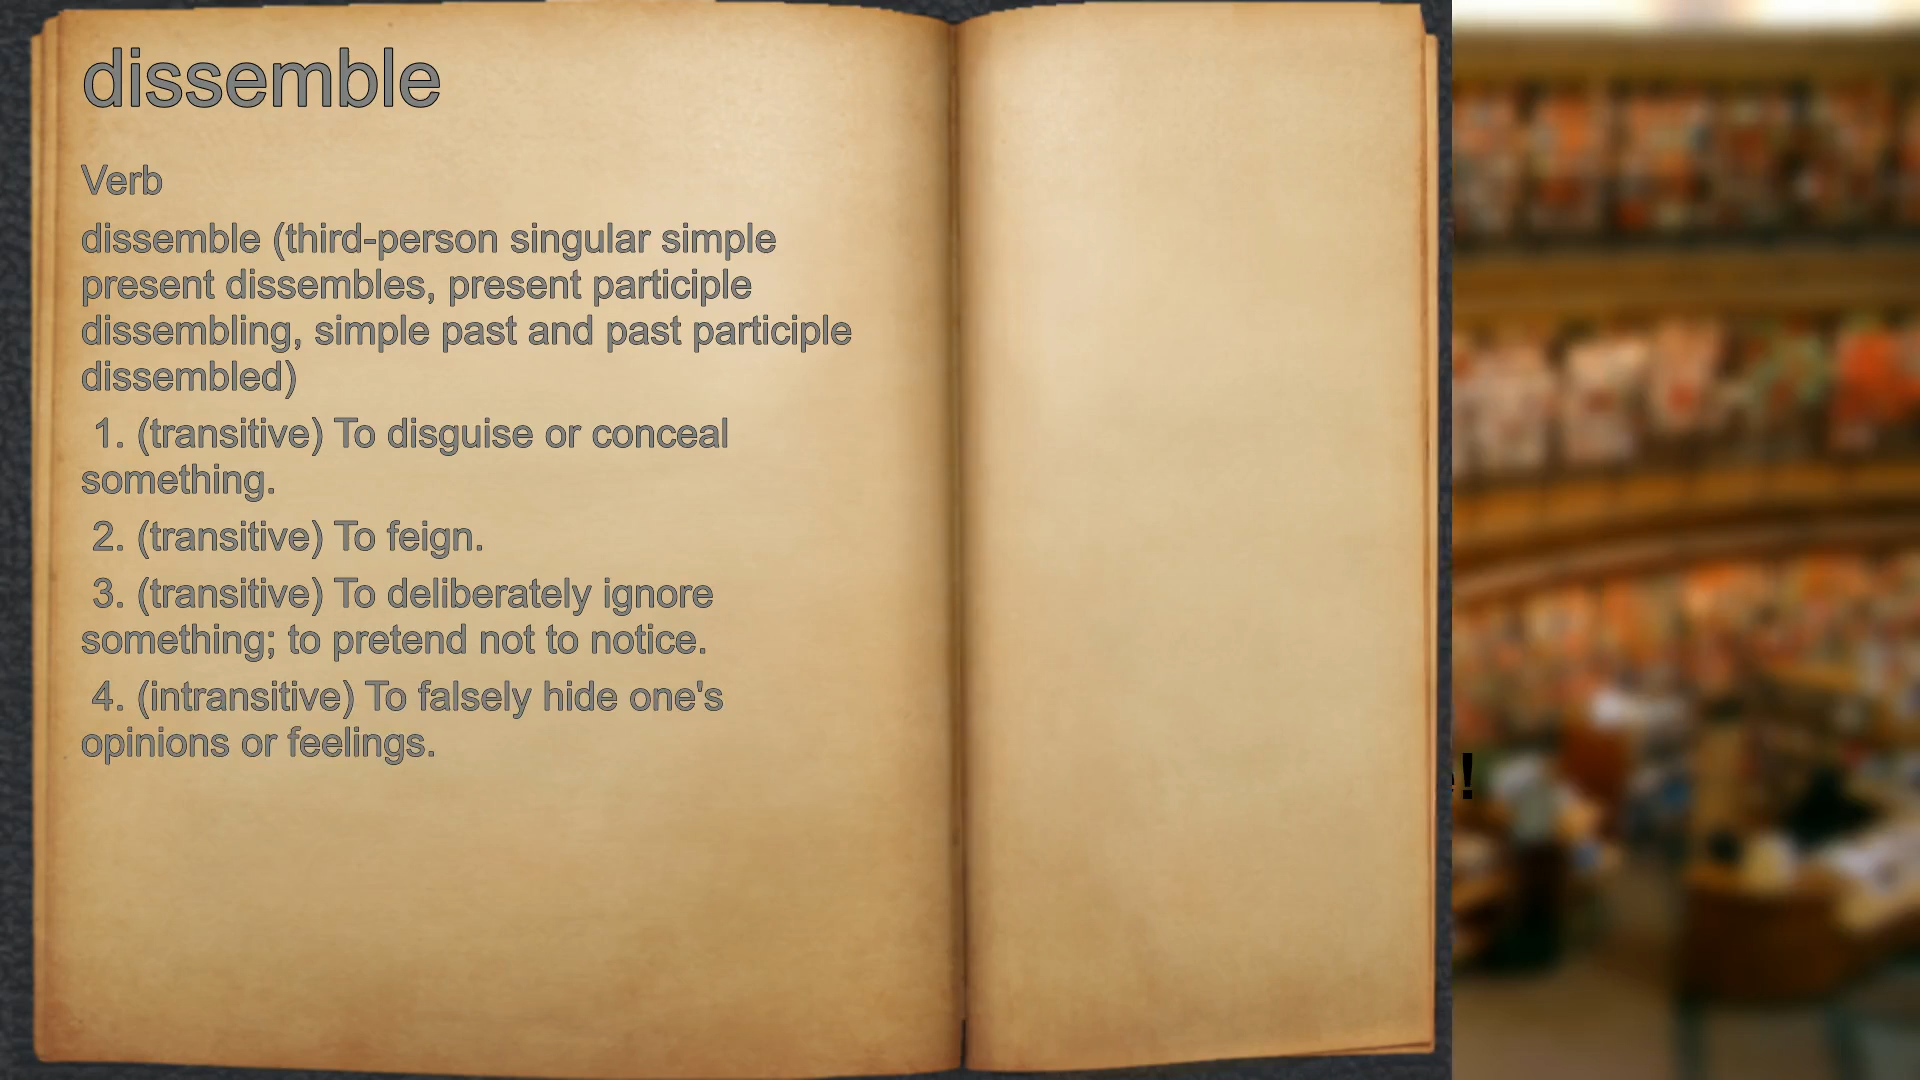 dissemble
Verb
dissemble (third-person singular simple
present dissembles, present participle
dissembling, simple past and past participle
dissembled)
1. (transitive) To disguise or conceal
something.
2. (transitive) To feign.
3. (transitive) To deliberately ignore
something; to pretend not to notice.
4. (intransitive) To falsely hide one's
opinions or feelings.